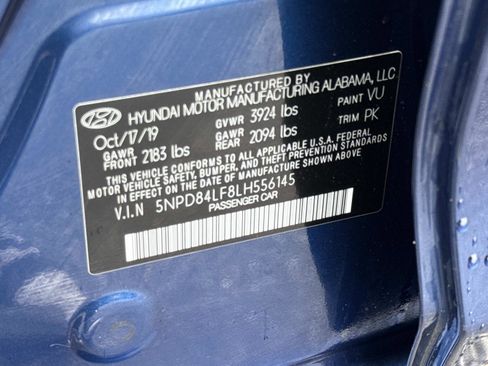 MANUFACTURED BY
HYUNDAI MOTOR MANUFACTURING ALABAMA, LLC
Oct/17/19 GVWR 3924 lbs PAINT VU
GAWR FRONT 2183 lbs GAWR REAR 2094 lbs TRIM PK
THIS VEHICLE CONFORMS TO ALL APPLICABLE U.S.A. FEDERAL
MOTOR VEHICLE SAFETY, BUMPER, AND THEFT PREVENTION STANDARDS
IN EFFECT ON THE DATE OF MANUFACTURE SHOWN ABOVE.
V.I.N 5NPD84LF8LH556145
PASSENGER CAR